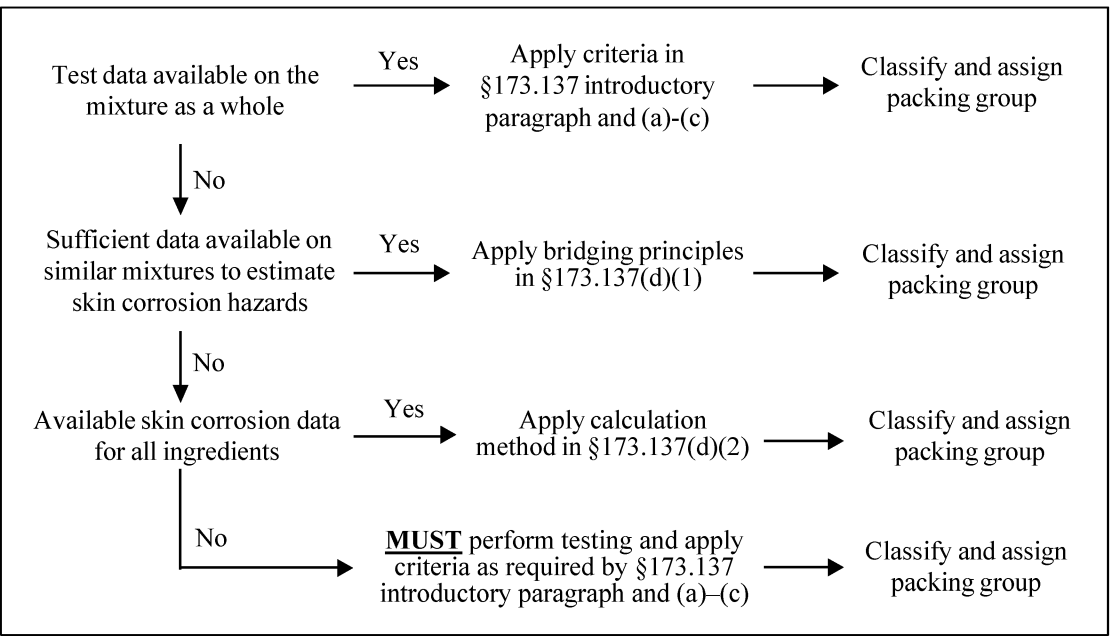 Test data available on the
mixture as a whole
Yes
Apply criteria in
§173.137 introductory
paragraph and (a)-(c)
Classify and assign
packing group
No
Sufficient data available on
similar mixtures to estimate
skin corrosion hazards
Yes
Apply bridging principles
in §173.137(d)(1)
Classify and assign
packing group
No
Available skin corrosion data
for all ingredients
Yes
Apply calculation
method in §173.137(d)(2)
Classify and assign
packing group
No
MUST perform testing and apply
criteria as required by §173.137
introductory paragraph and (a)–(c)
Classify and assign
packing group